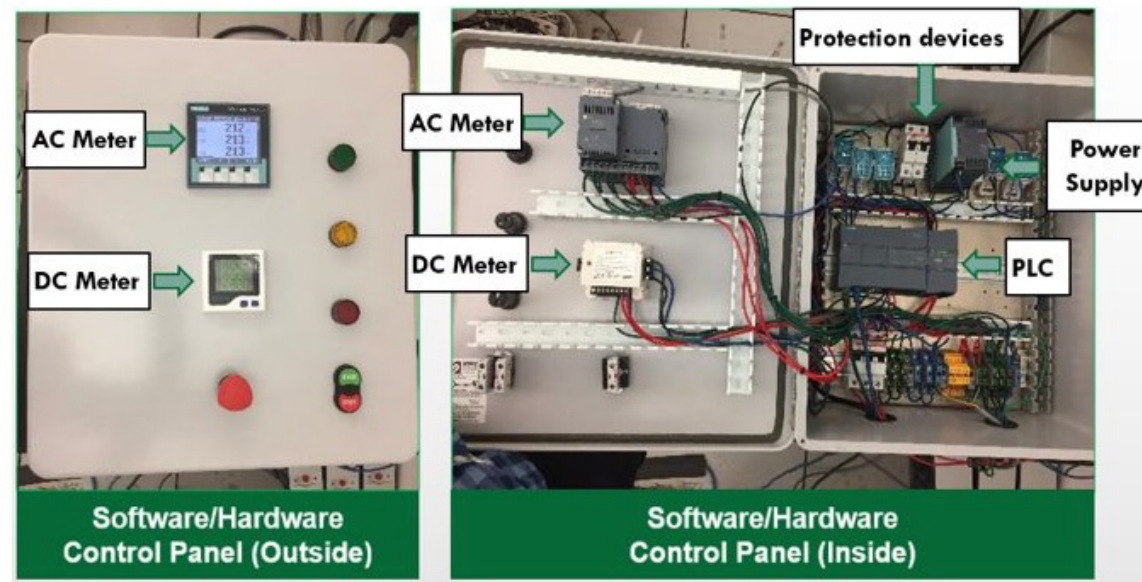 AC Meter
DC Meter
212
213
213
Software/Hardware
Control Panel (Outside)
Protection devices
AC Meter
Power
Supply
DC Meter
PLC
Software/Hardware
Control Panel (Inside)